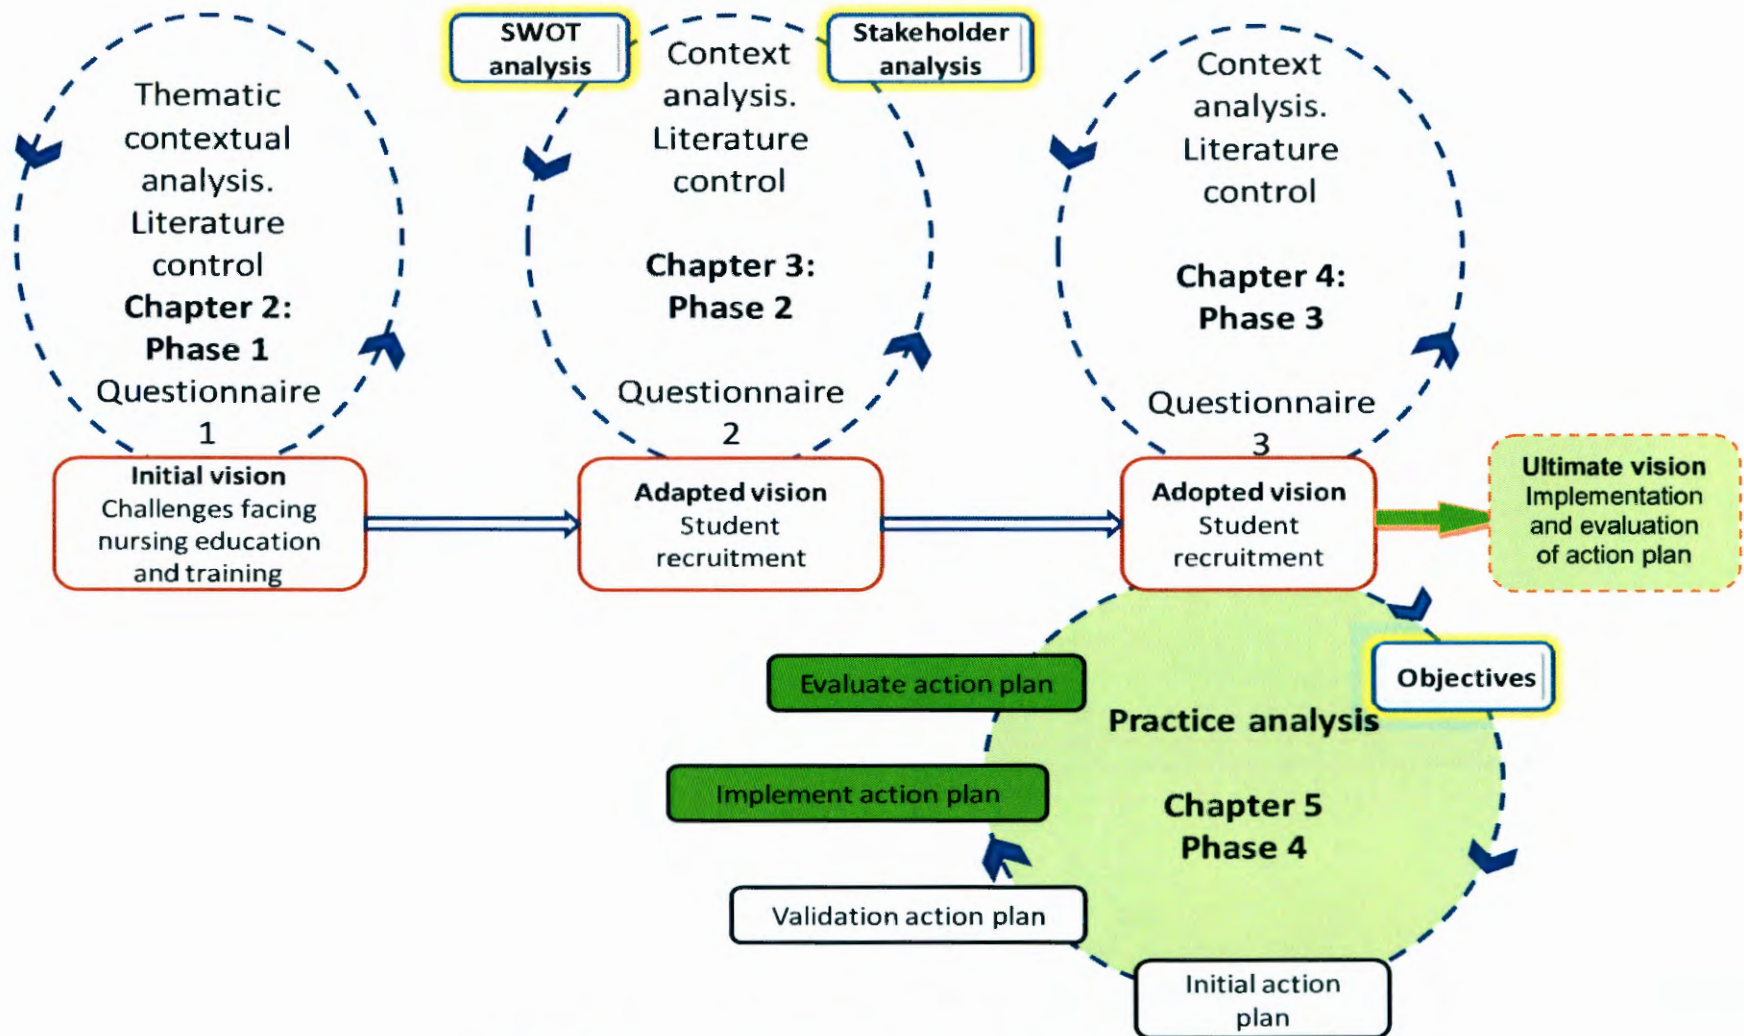 Thematic
contextual
analysis.
Literature
control
Chapter 2:
Phase 1
Questionnaire
1
SWOT
analysis
Context
analysis.
Literature
control
Chapter 3:
Phase 2
Questionnaire
2
Stakeholder
analysis
Context
analysis.
Literature
control
Chapter 4:
Phase 3
Questionnaire
3
Initial vision
Challenges facing
nursing education
and training
Adapted vision
Student
recruitment
Adopted vision
Student
recruitment
Ultimate vision
Implementation
and evaluation
of action plan
Objectives
Practice analysis
Chapter 5
Phase 4
Evaluate action plan
Implement action plan
Validation action plan
Initial action
plan